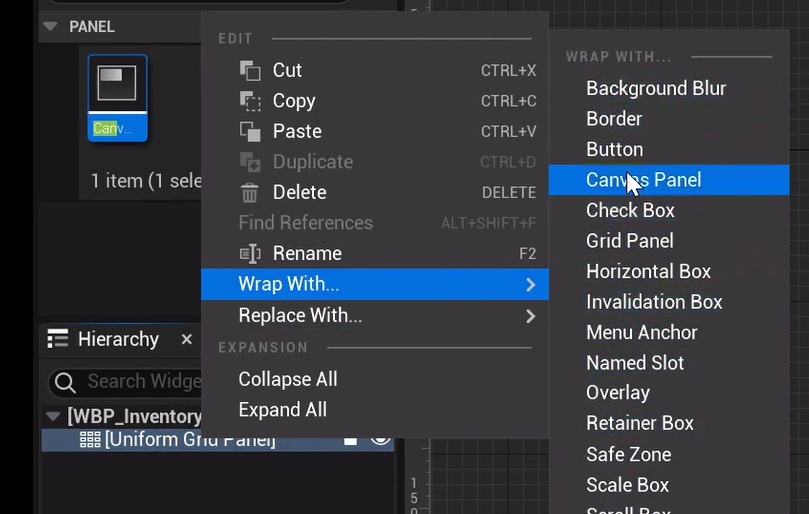 PANEL
Canv...
1 item (1 sele
EDIT
Cut CTRL+X
Copy CTRL+C
Paste CTRL+V
Duplicate CTRL+D
Delete DELETE
Find References ALT+SHIFT+F
Rename F2
Wrap With...
Replace With...
EXPANSION
Collapse All
Expand All
WRAP WITH...
Background Blur
Border
Button
Canvas Panel
Check Box
Grid Panel
Horizontal Box
Invalidation Box
Menu Anchor
Named Slot
Overlay
Retainer Box
Safe Zone
Scale Box
Scroll Box
Hierarchy
Search Widge
[WBP_Inventory
[Uniform Grid Panel]
5
1
5
0